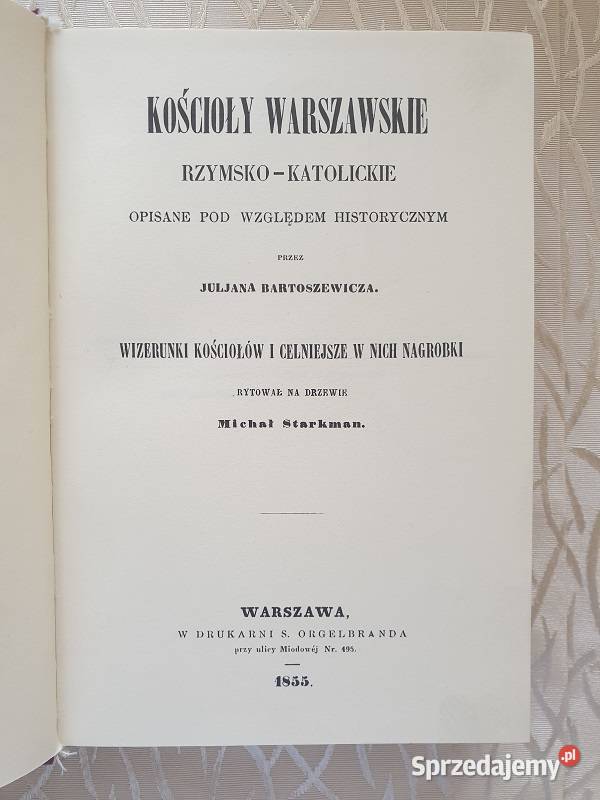 KOŚCIOŁY WARSZAWSKIE
RZYMSKO-KATOLICKIE
OPISANE POD WZGLĘDEM HISTORYCZNYM
PRZEZ
JULJANA BARTOSZEWICZA.
WIZERUNKI KOŚCIOŁÓW I CELNIEJSZE W NICH NAGROBKI
RYTOWAŁ NA DRZEWIE
Michał Starkman.
WARSZAWA,
W DRUKARNI S. ORGELBRANDA
przy ulicy Miodowéj Nr. 495.
1855.
Sprzedajemy.pl